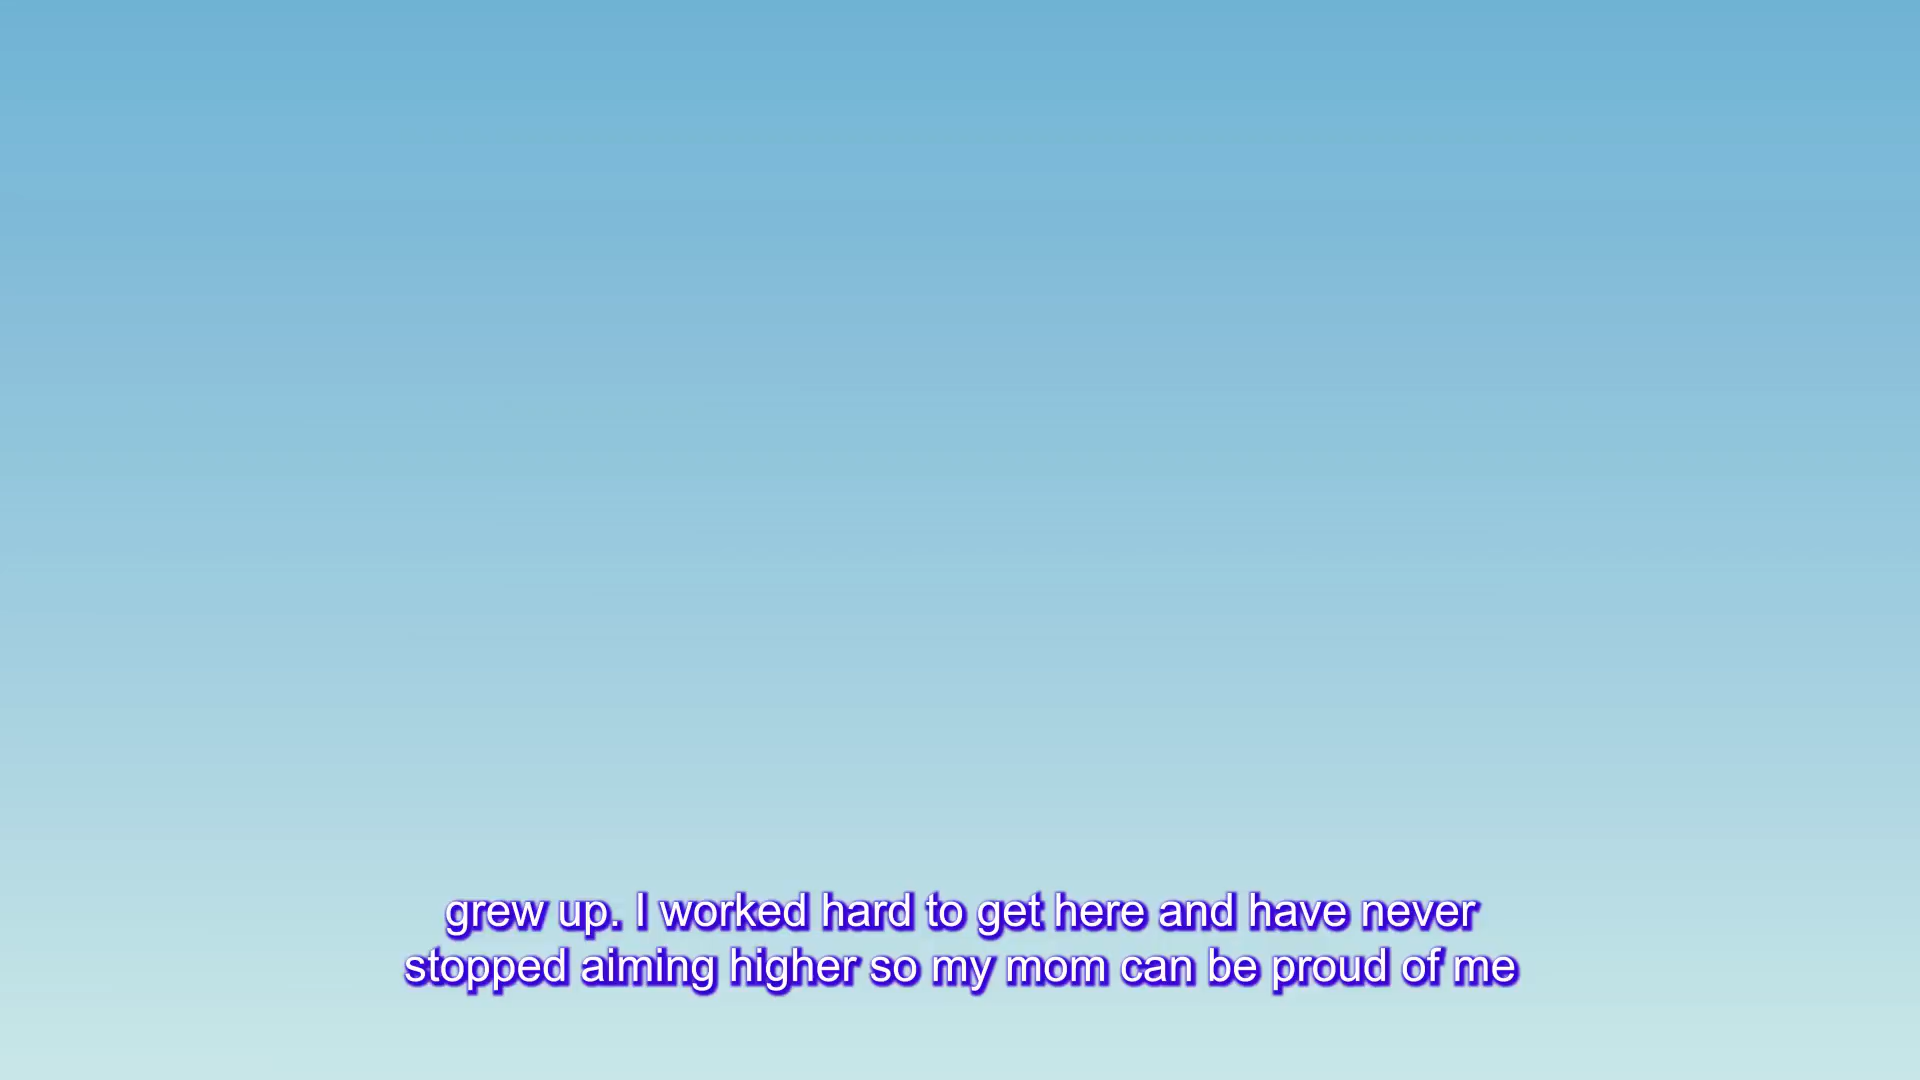 grew up. I worked hard to get here and have never
stopped aiming higher so my mom can be proud of me